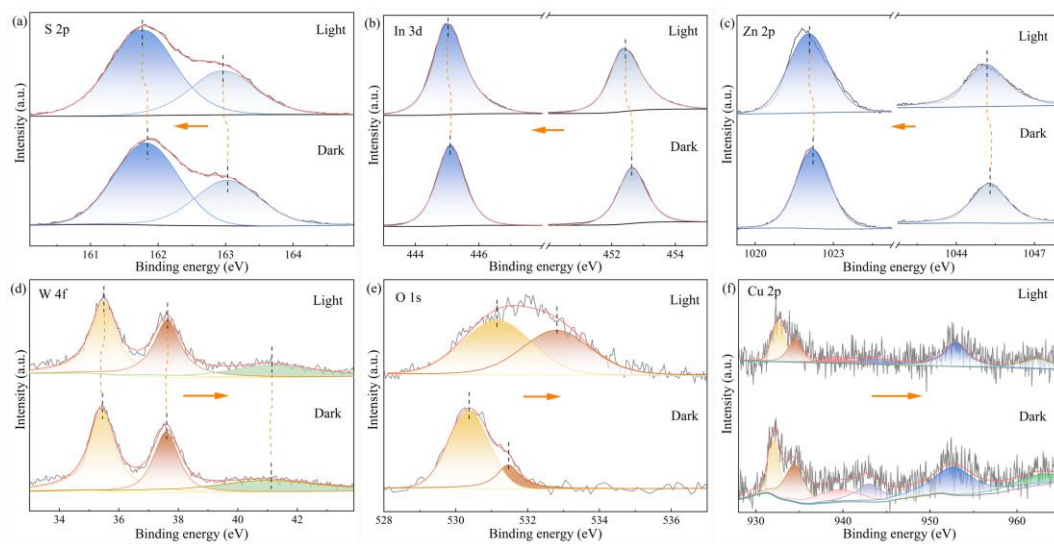 (a)
S 2p
Light
Dark
Intensity (a.u.)
161 162 163 164
Binding energy (eV)
(b)
In 3d
Light
Dark
Intensity (a.u.)
444 446 452 454
Binding energy (eV)
(c)
Zn 2p
Light
Dark
Intensity (a.u.)
1020 1023 1044 1047
Binding energy (eV)
(d)
W 4f
Light
Dark
Intensity (a.u.)
34 36 38 40 42
Binding energy (eV)
(e)
O 1s
Light
Dark
Intensity (a.u.)
528 530 532 534 536
Binding energy (eV)
(f)
Cu 2p
Light
Dark
Intensity (a.u.)
930 940 950 960
Binding energy (eV)